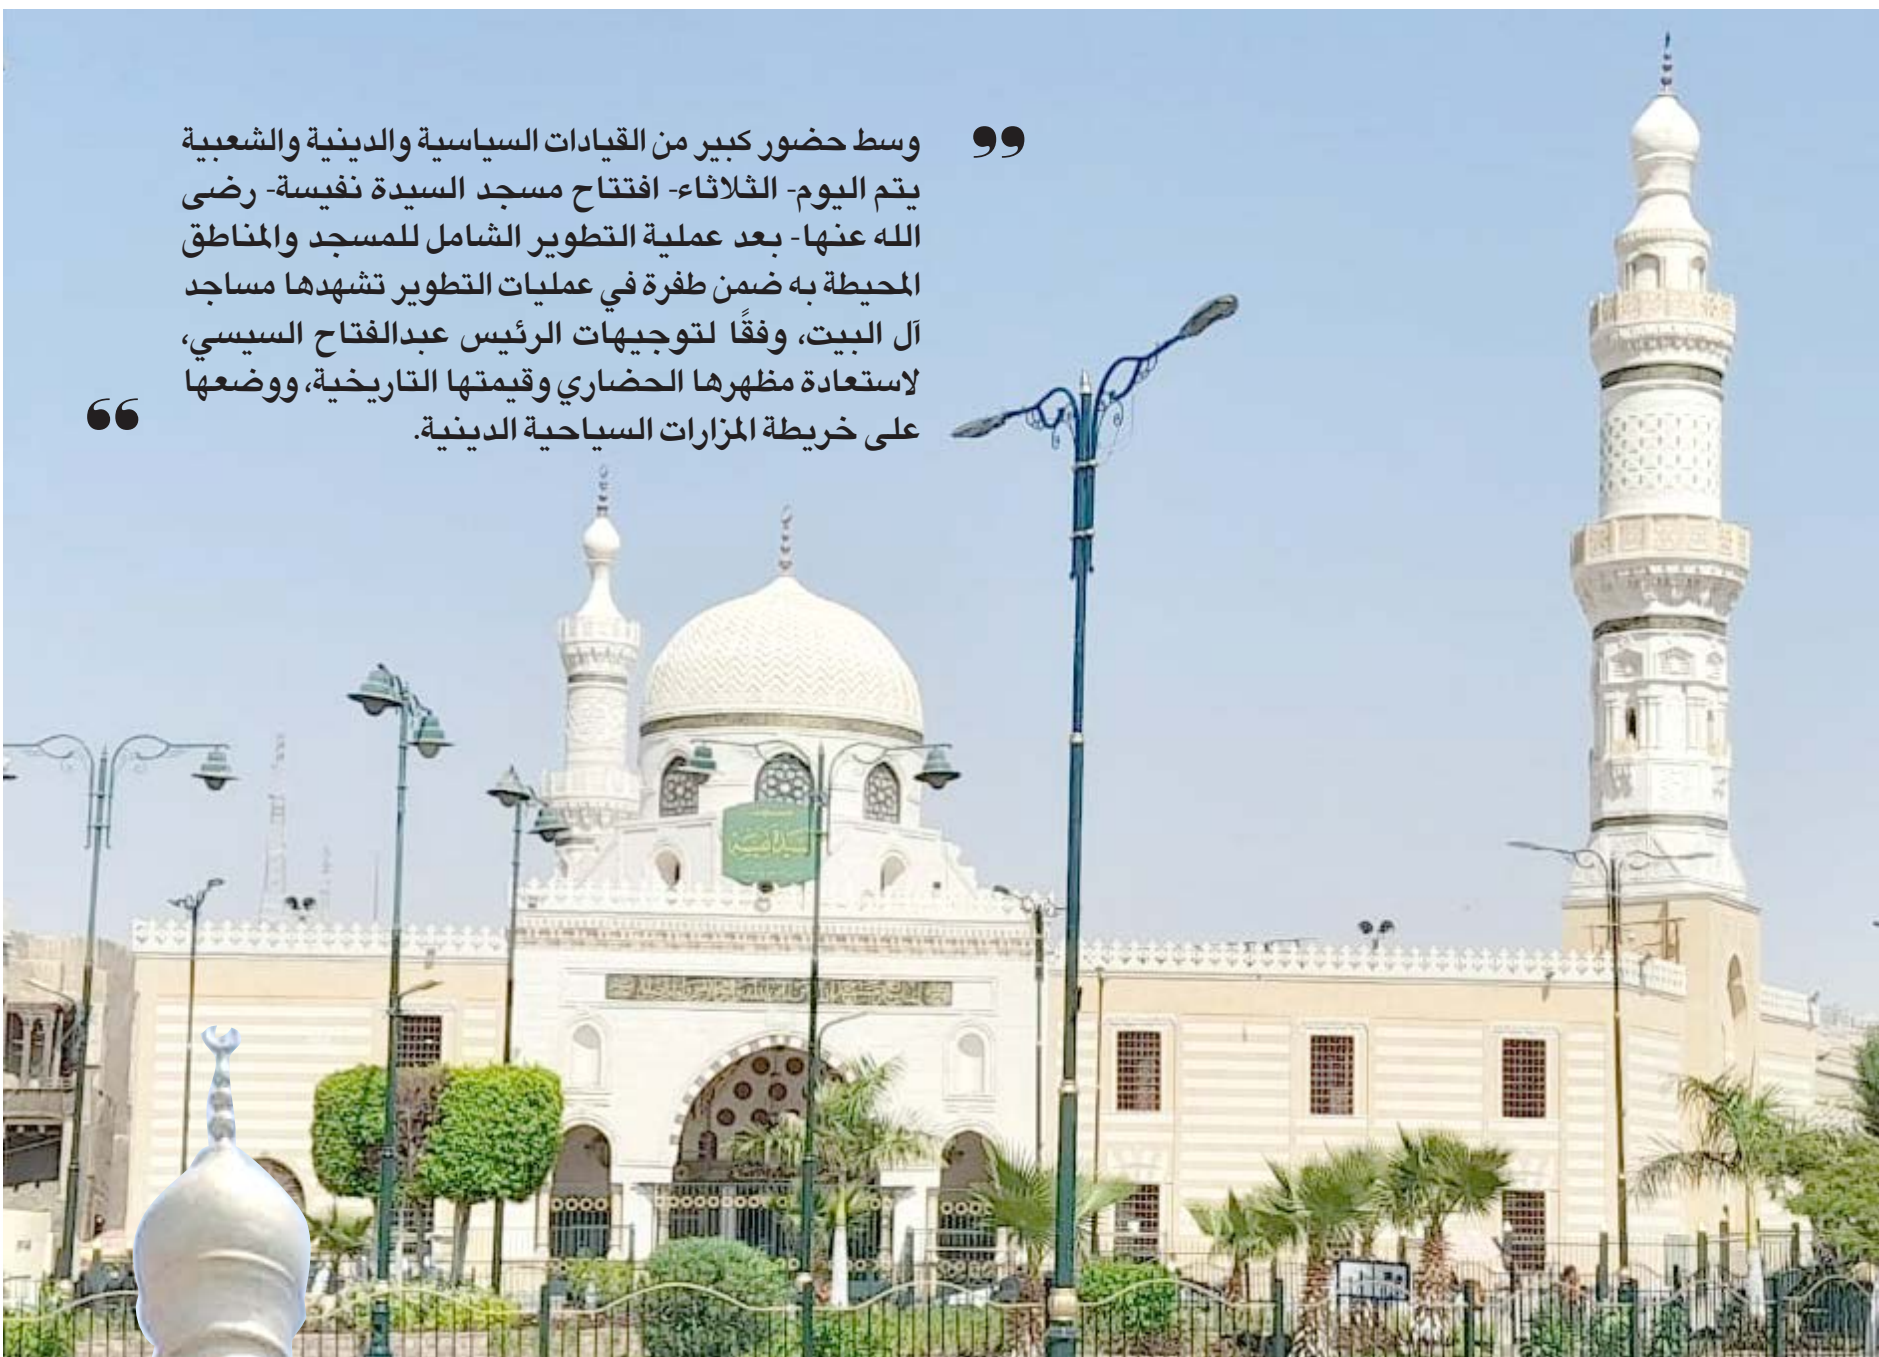 وسط حضور كبير من القيادات السياسية والدينية والشعبية
يتم اليوم- الثلاثاء- افتتاح مسجد السيدة نفيسة- رضى
الله عنها- بعد عملية التطوير الشامل للمسجد والمناطق
المحيطة به ضمن طفرة في عمليات التطوير تشهدها مساجد
آل البيت، وفقًا لتوجيهات الرئيس عبدالفتاح السيسي،
لاستعادة مظهرها الحضاري وقيمتها التاريخية، ووضعها
على خريطة المزارات السياحية الدينية.